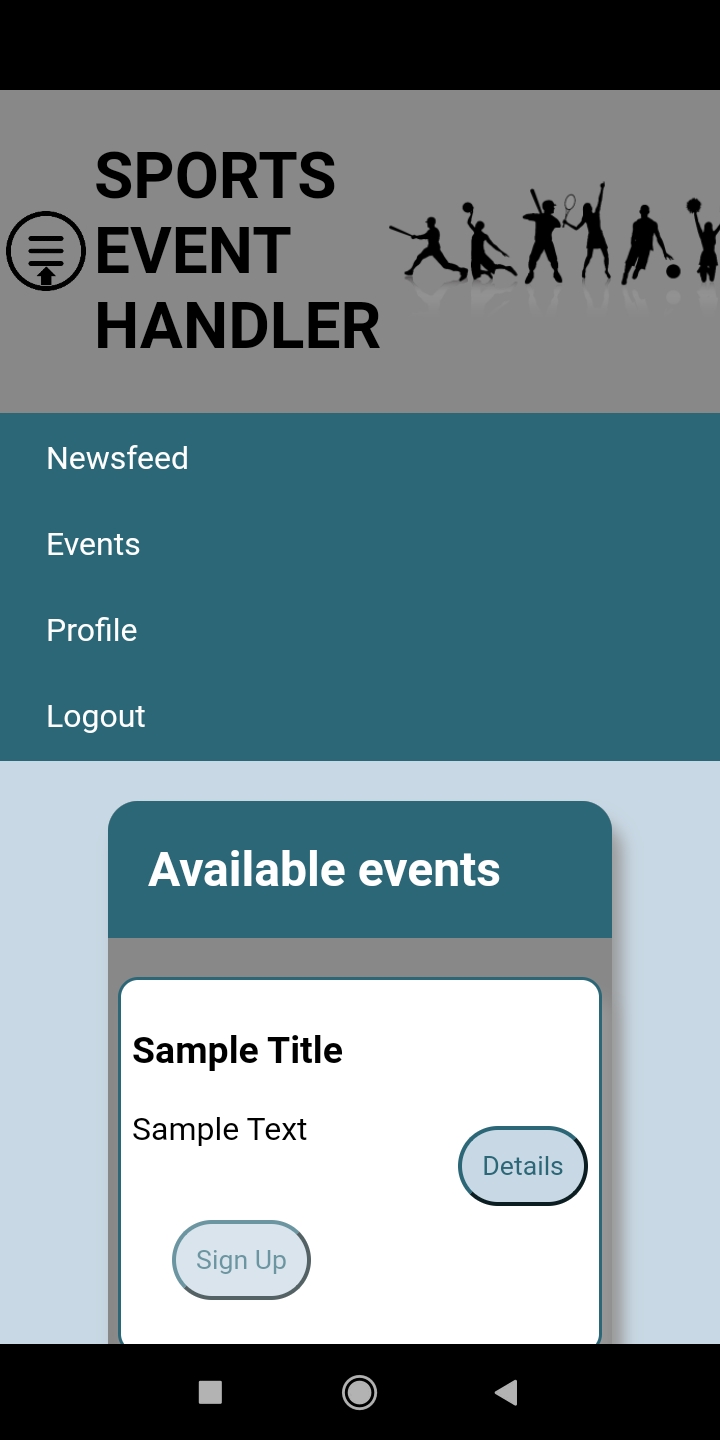 SPORTS
EVENT
HANDLER
Newsfeed
Events
Profile
Logout
Available events
Sample Title
Sample Text
Details
Sign Up